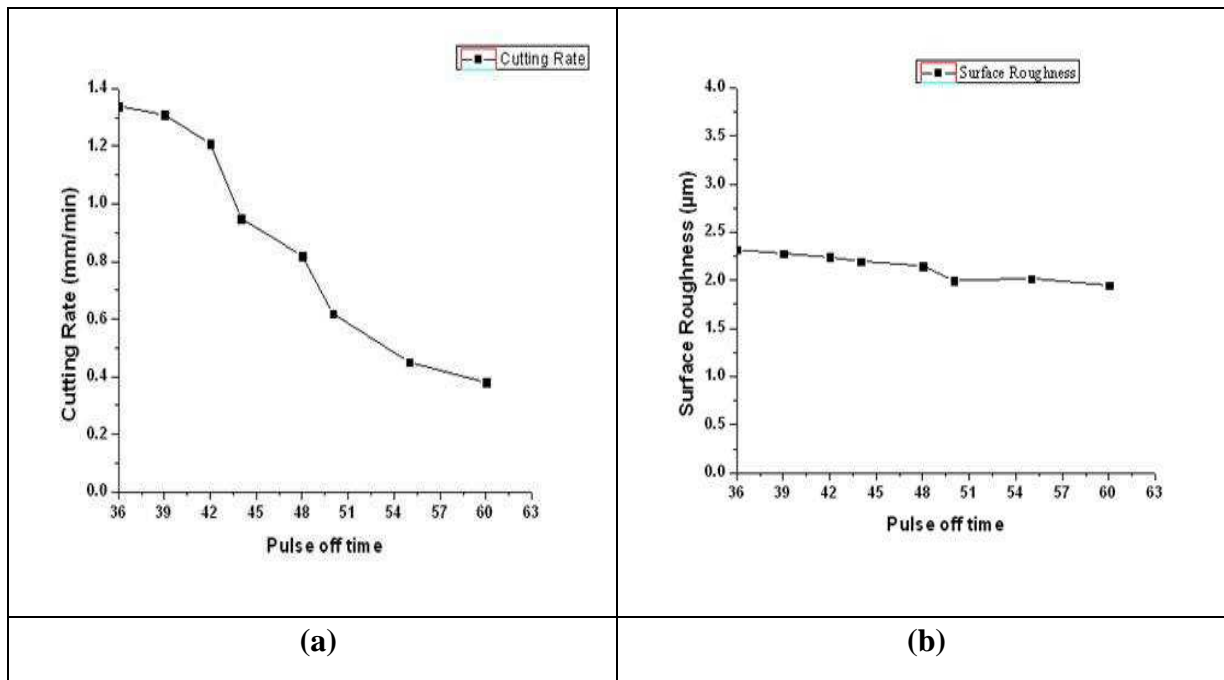 Cutting Rate
1.4
1.2
1.0
0.8
0.6
0.4
0.2
0.0
Cutting Rate (mm/min)
36 39 42 45 48 51 54 57 60 63
Pulse off time
(a)
Surface Roughness
4.0
3.5
3.0
2.5
2.0
1.5
1.0
0.5
0.0
Surface Roughness (µm)
36 39 42 45 48 51 54 57 60 63
Pulse off time
(b)